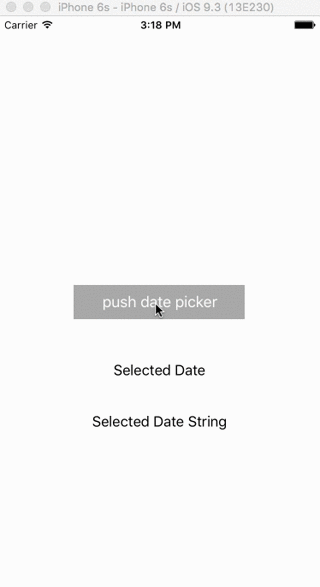 iPhone 6s - iPhone 6s / iOS 9.3 (13E230)
Carrier 3:18 PM
push date picker
Selected Date
Selected Date String